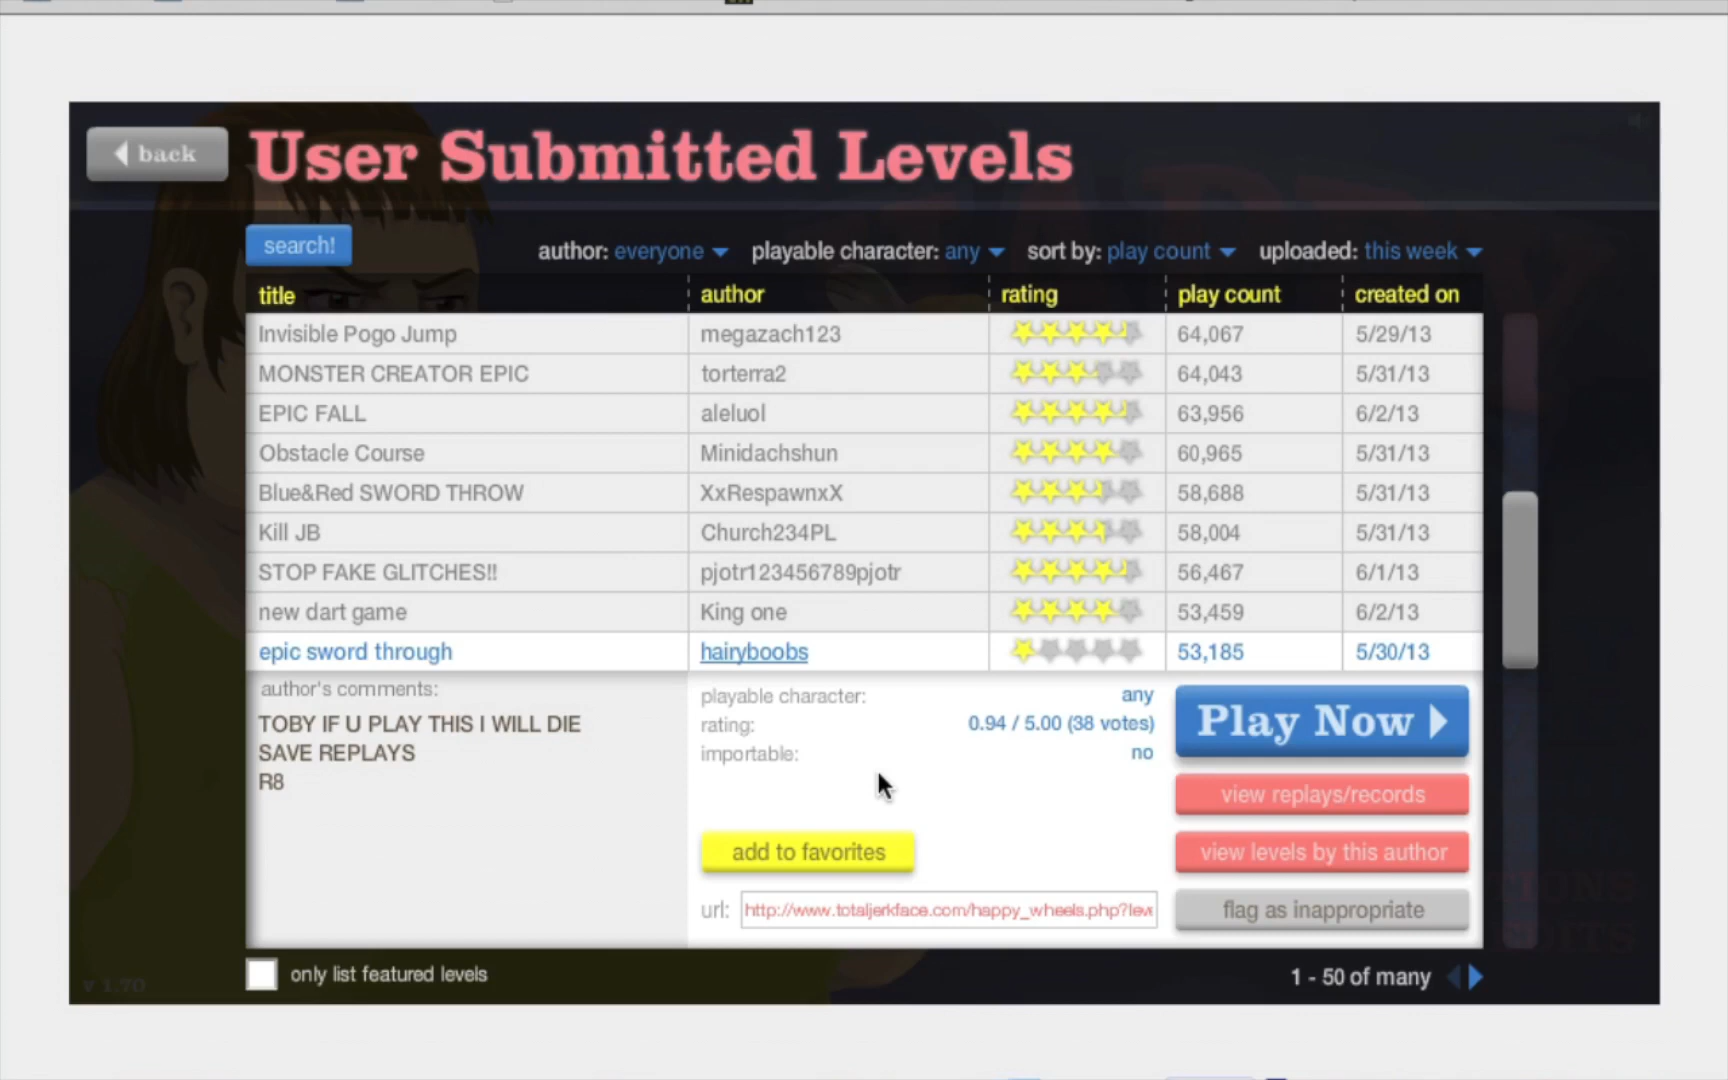 back
User Submitted Levels
search!
author: everyone playable character: any sort by: play count uploaded: this week
title author rating play count created on
Invisible Pogo Jump megazach123 64,067 5/29/13
MONSTER CREATOR EPIC torterra2 64,043 5/31/13
EPIC FALL aleluol 63,956 6/2/13
Obstacle Course Minidachshun 60,965 5/31/13
Blue&Red SWORD THROW XxRespawnxX 58,688 5/31/13
Kill JB Church234PL 58,004 5/31/13
STOP FAKE GLITCHES!! pjotr123456789pjotr 56,467 6/1/13
new dart game King one 53,459 6/2/13
epic sword through hairyboobs 53,185 5/30/13
author's comments:
TOBY IF U PLAY THIS I WILL DIE
SAVE REPLAYS
R8
playable character: any
rating: 0.94 / 5.00 (38 votes)
importable: no
add to favorites
url: http://www.totaljerkface.com/happy_wheels.php?lev
Play Now
view replays/records
view levels by this author
flag as inappropriate
only list featured levels
1 - 50 of many
v 1.70